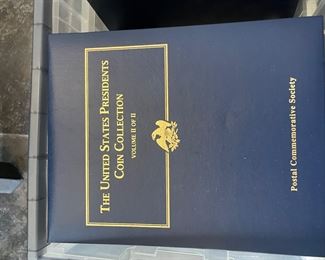 THE UNITED STATES PRESIDENTS
COIN COLLECTION
VOLUME II OF II
Postal Commemorative Society